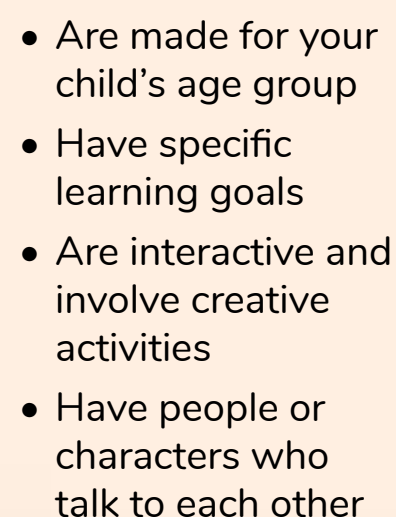 • Are made for your
child’s age group
• Have specific
learning goals
• Are interactive and
involve creative
activities
• Have people or
characters who
talk to each other